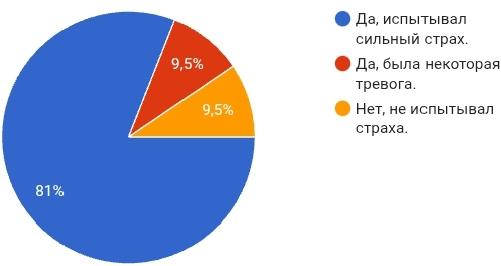 Да, испытывал
сильный страх.
Да, была некоторая
тревога.
Нет, не испытывал
страха.
9,5%
9,5%
81%